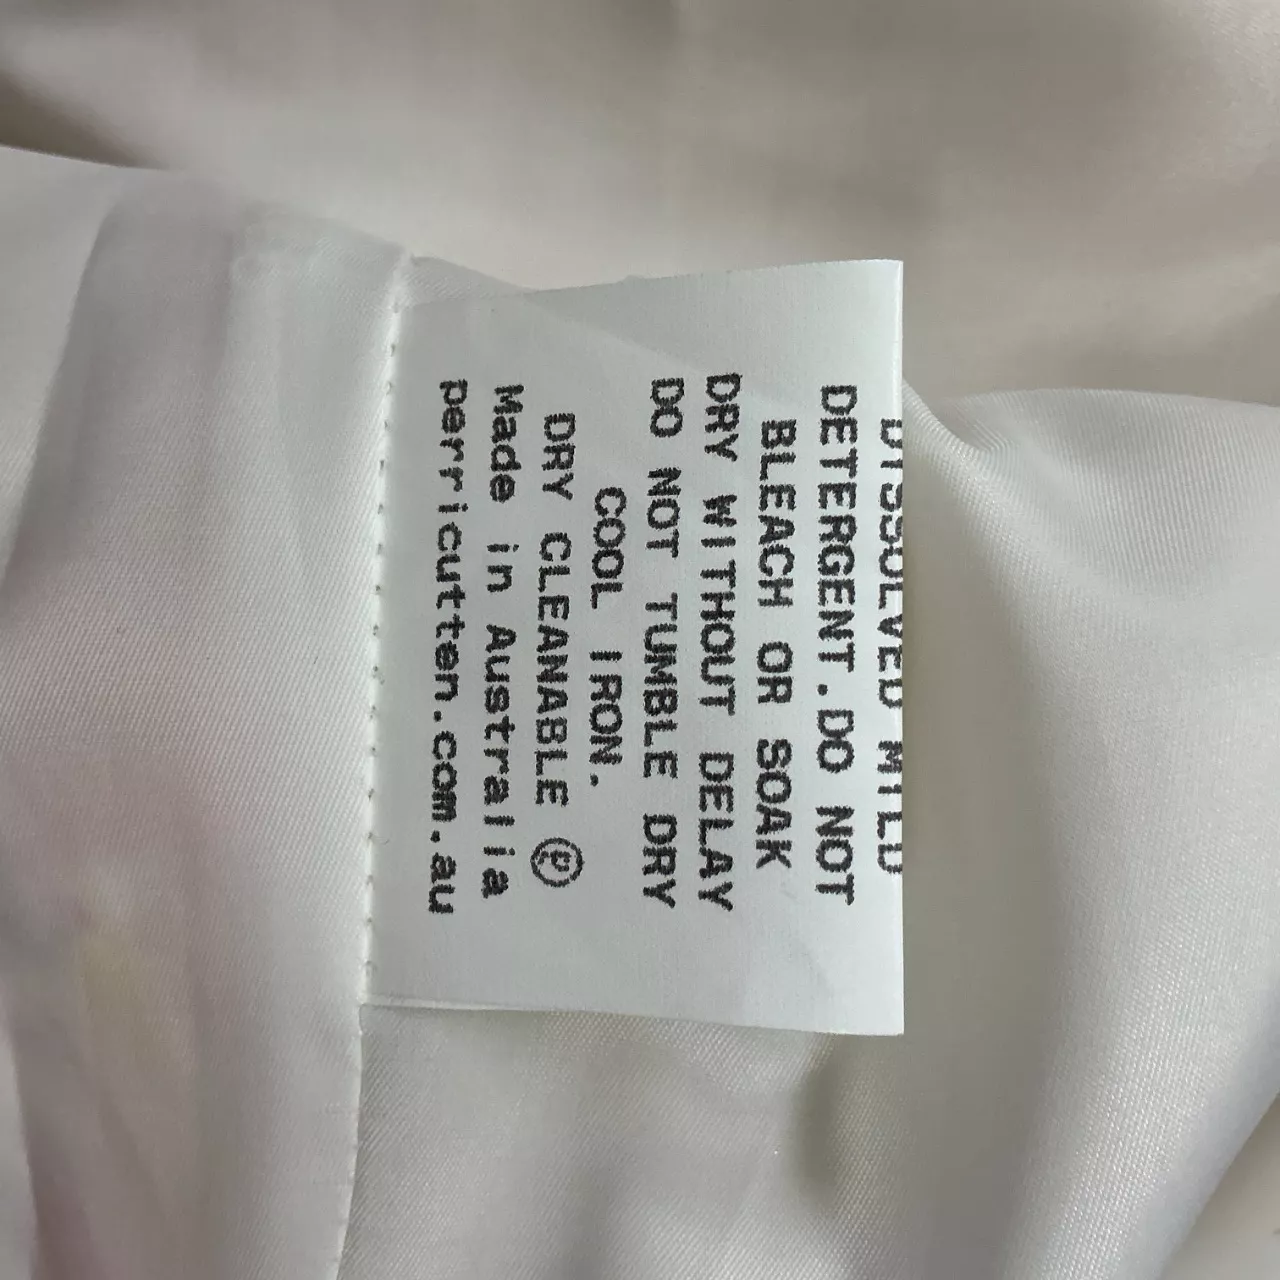 DISSOLVED MILD
DETERGENT.DO NOT
BLEACH OR SOAK
DRY WITHOUT DELAY
DO NOT TUMBLE DRY
COOL IRON.
DRY CLEANABLE Ⓟ
Made in Australia
perricutten.com.au